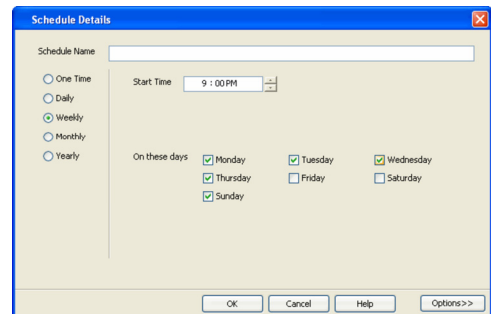 Schedule Details
Schedule Name
One Time
Start Time 9 : 00 PM
Daily
Weekly
Monthly
Yearly
On these days Monday Tuesday Wednesday
Thursday Friday Saturday
Sunday
OK Cancel Help Options>>